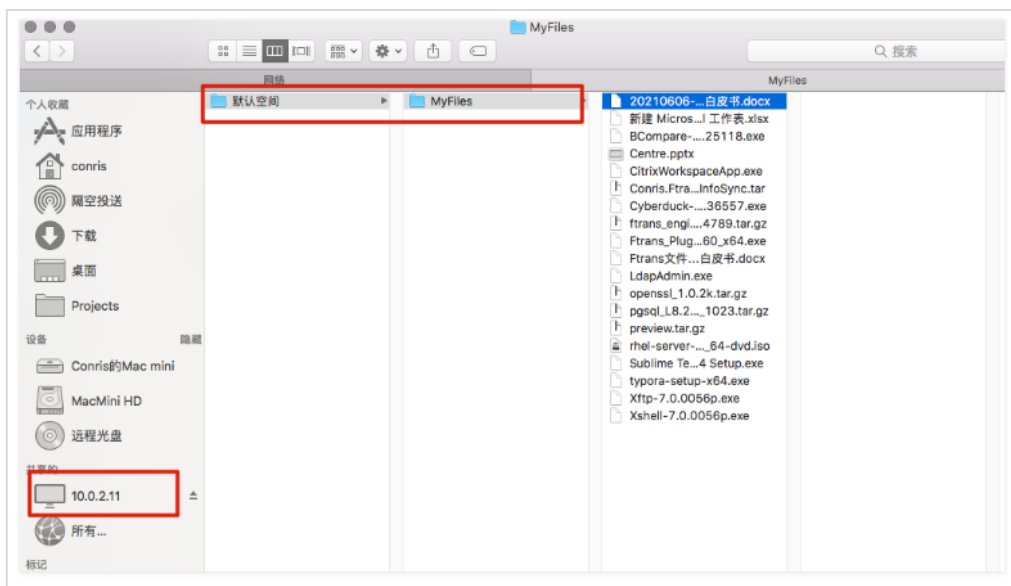 MyFiles
搜索
网络
MyFiles
个人收藏
应用程序
conris
隔空投送
下载
桌面
Projects
设备
隐藏
Conris的Mac mini
MacMini HD
远程光盘
共享的
10.0.2.11
所有...
标记
默认空间
MyFiles
20210606-...白皮书.docx
新建 Micros...l 工作表.xlsx
BCompare-....25118.exe
Centre.pptx
CitrixWorkspaceApp.exe
Conris.Ftra...InfoSync.tar
Cyberduck-....36557.exe
ftrans_engi....4789.tar.gz
Ftrans_Plug...60_x64.exe
Ftrans文件...白皮书.docx
LdapAdmin.exe
openssl_1.0.2k.tar.gz
pgsql_L8.2..._1023.tar.gz
preview.tar.gz
rhel-server-..._64-dvd.iso
Sublime Te...4 Setup.exe
typora-setup-x64.exe
Xftp-7.0.0056p.exe
Xshell-7.0.0056p.exe